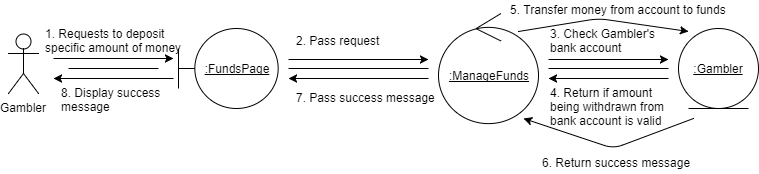 5. Transfer money from account to funds
1. Requests to deposit
specific amount of money
2. Pass request
3. Check Gambler's
bank account
:FundsPage
:ManageFunds
:Gambler
Gambler
8. Display success
message
7. Pass success message
4. Return if amount
being withdrawn from
bank account is valid
6. Return success message